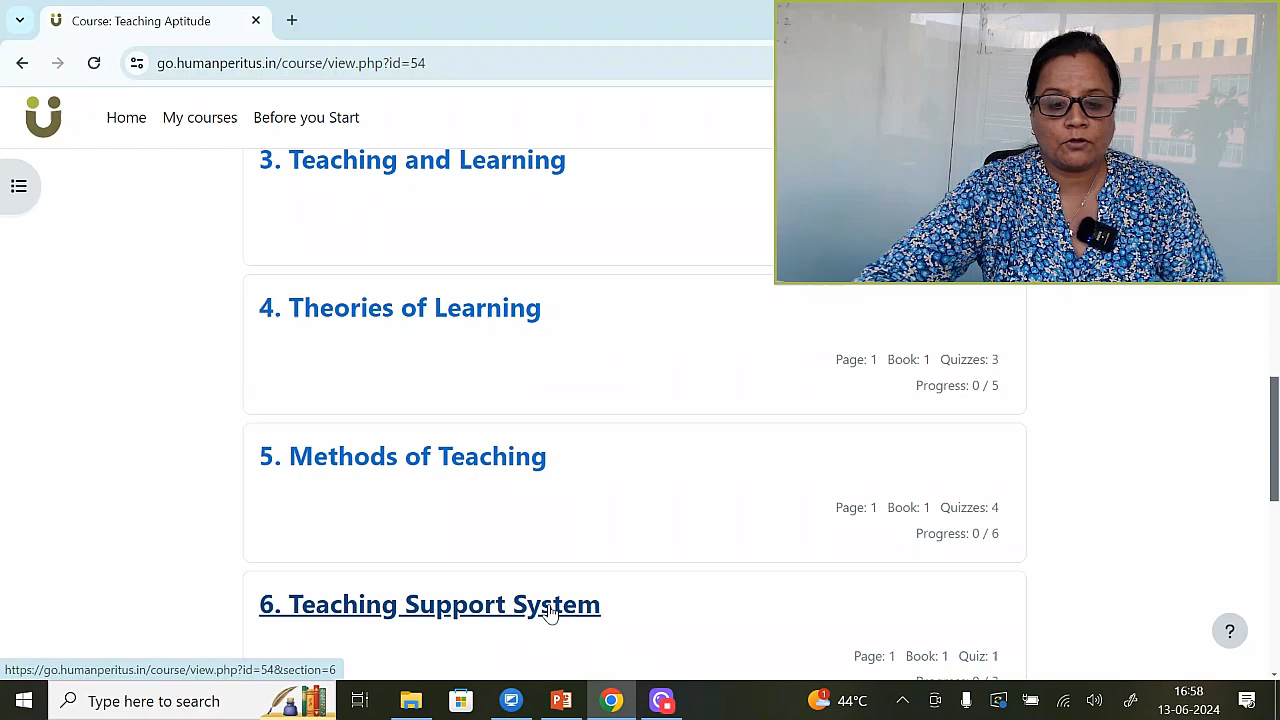 Course: Teaching Aptitude
go.humanperitus.in/course/view.php?id=54
Home My courses Before you Start
3. Teaching and Learning
4. Theories of Learning
Page: 1 Book: 1 Quizzes: 3
Progress: 0 / 5
5. Methods of Teaching
Page: 1 Book: 1 Quizzes: 4
Progress: 0 / 6
6. Teaching Support System
?
https://go.humanperitus.in/course/view.php?id=54&section=6
Page: 1 Book: 1 Quiz: 1
Type here to search
1
44°C
16:58
13-06-2024